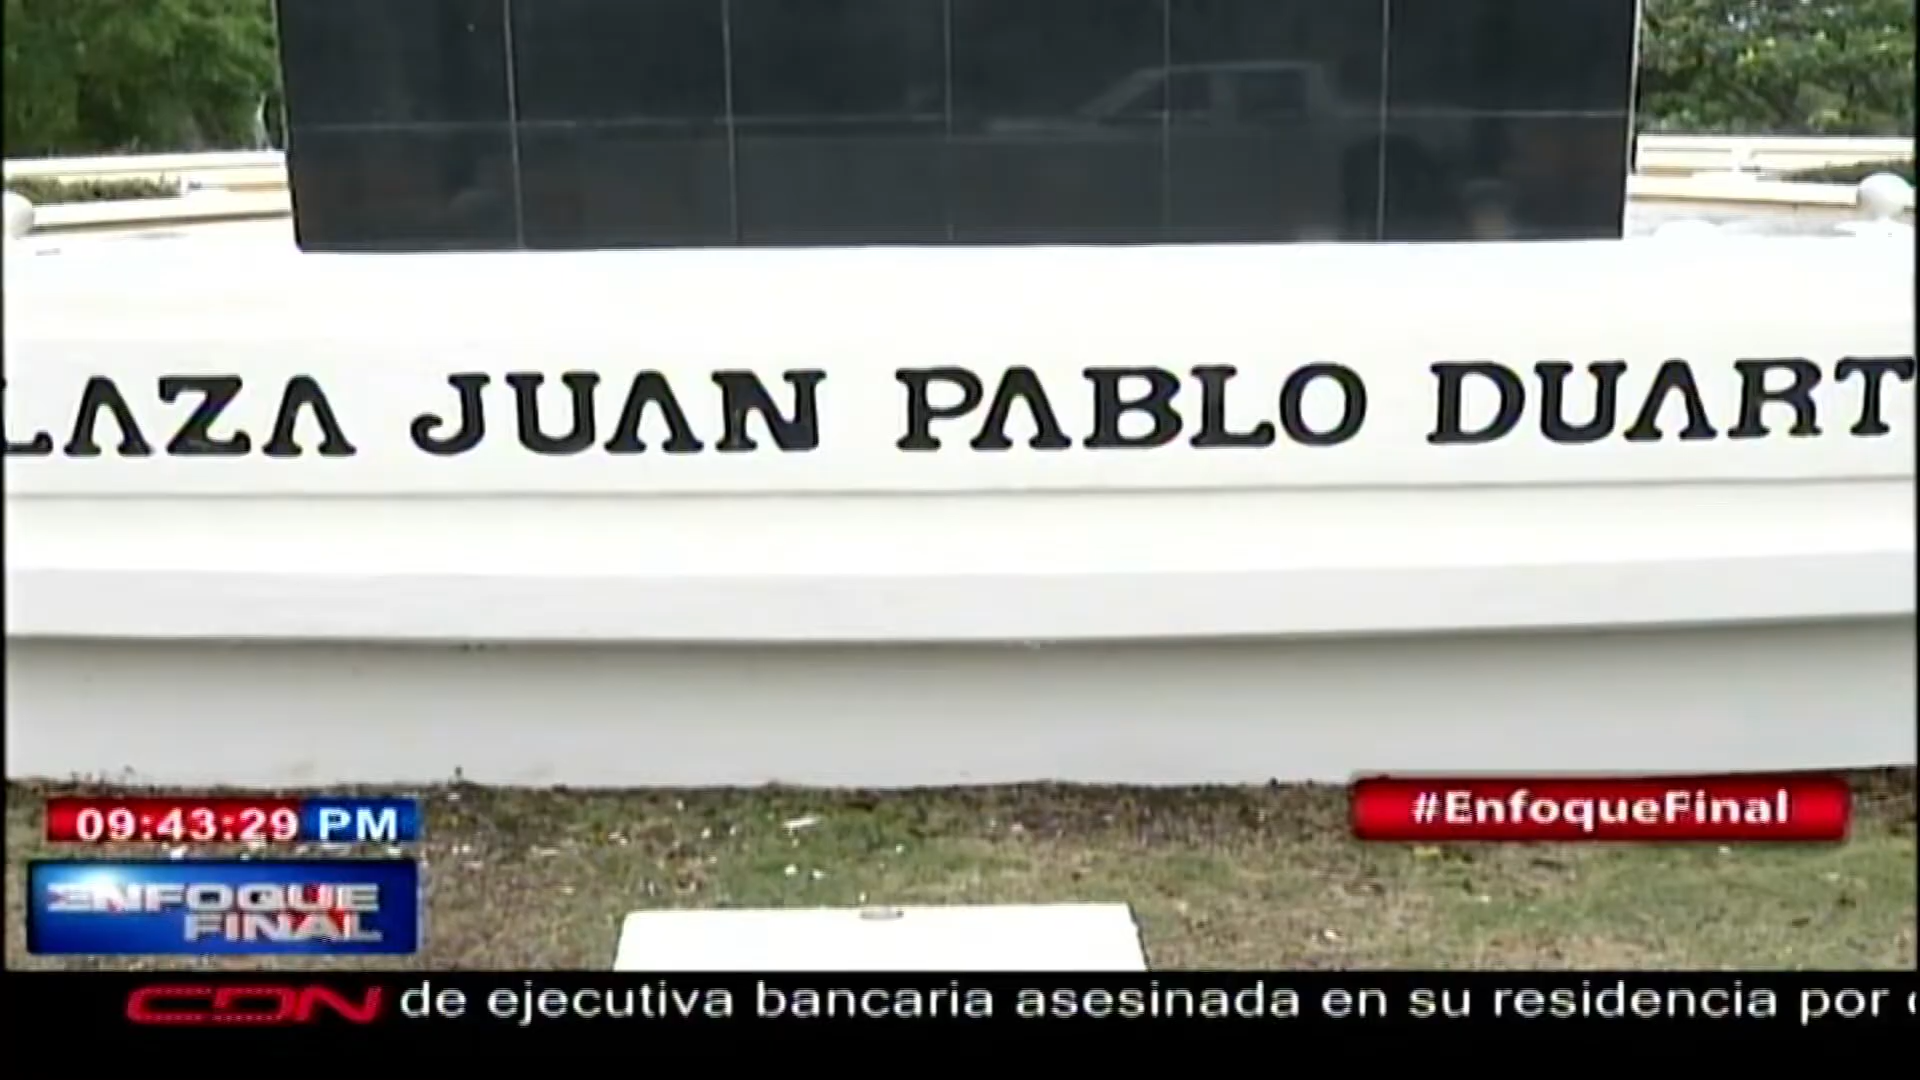 LAZA JUAN PABLO DUART
09:43:29 PM
#EnfoqueFinal
ENFOQUE
FINAL
CDN de ejecutiva bancaria asesinada en su residencia por